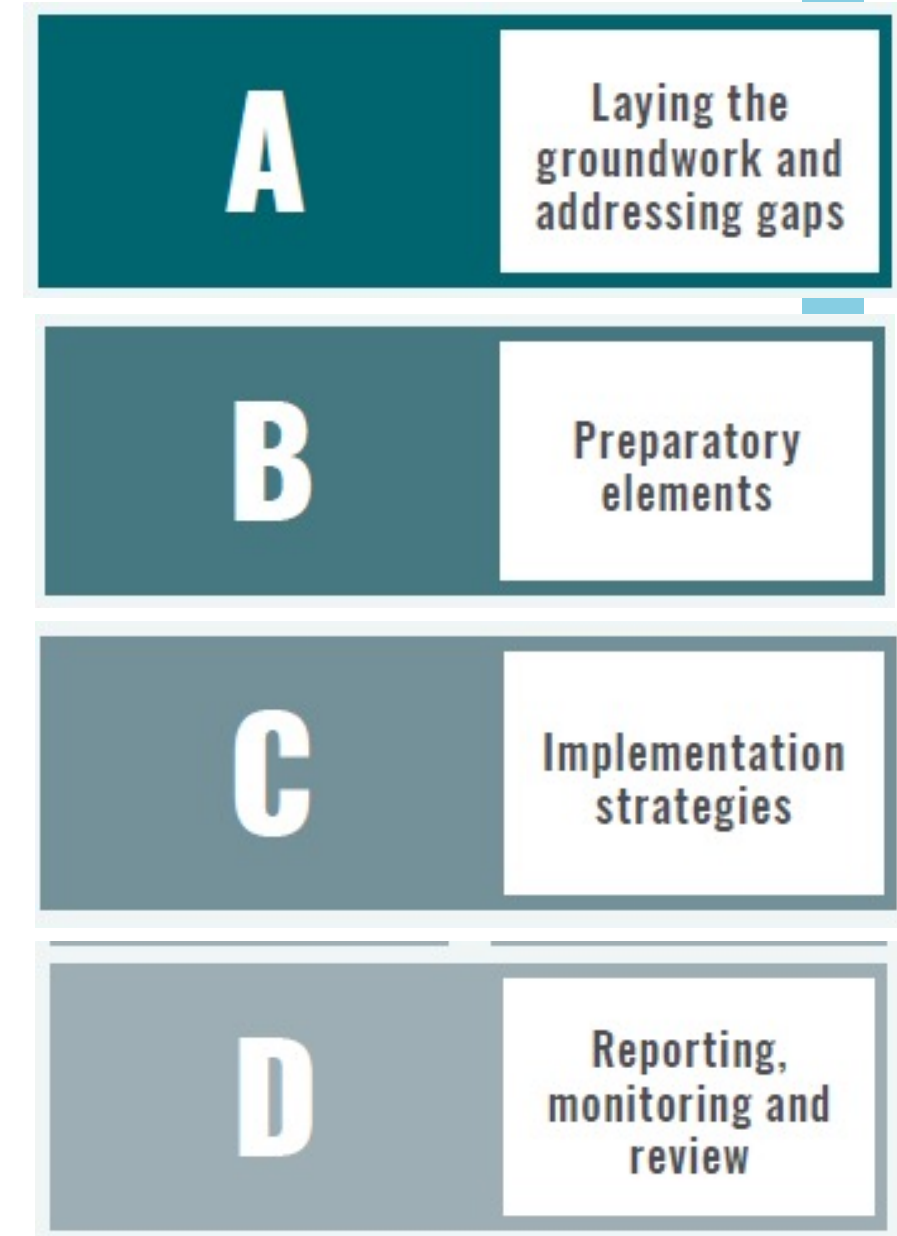 A
Laying the
groundwork and
addressing gaps
B
Preparatory
elements
C
Implementation
strategies
D
Reporting,
monitoring and
review